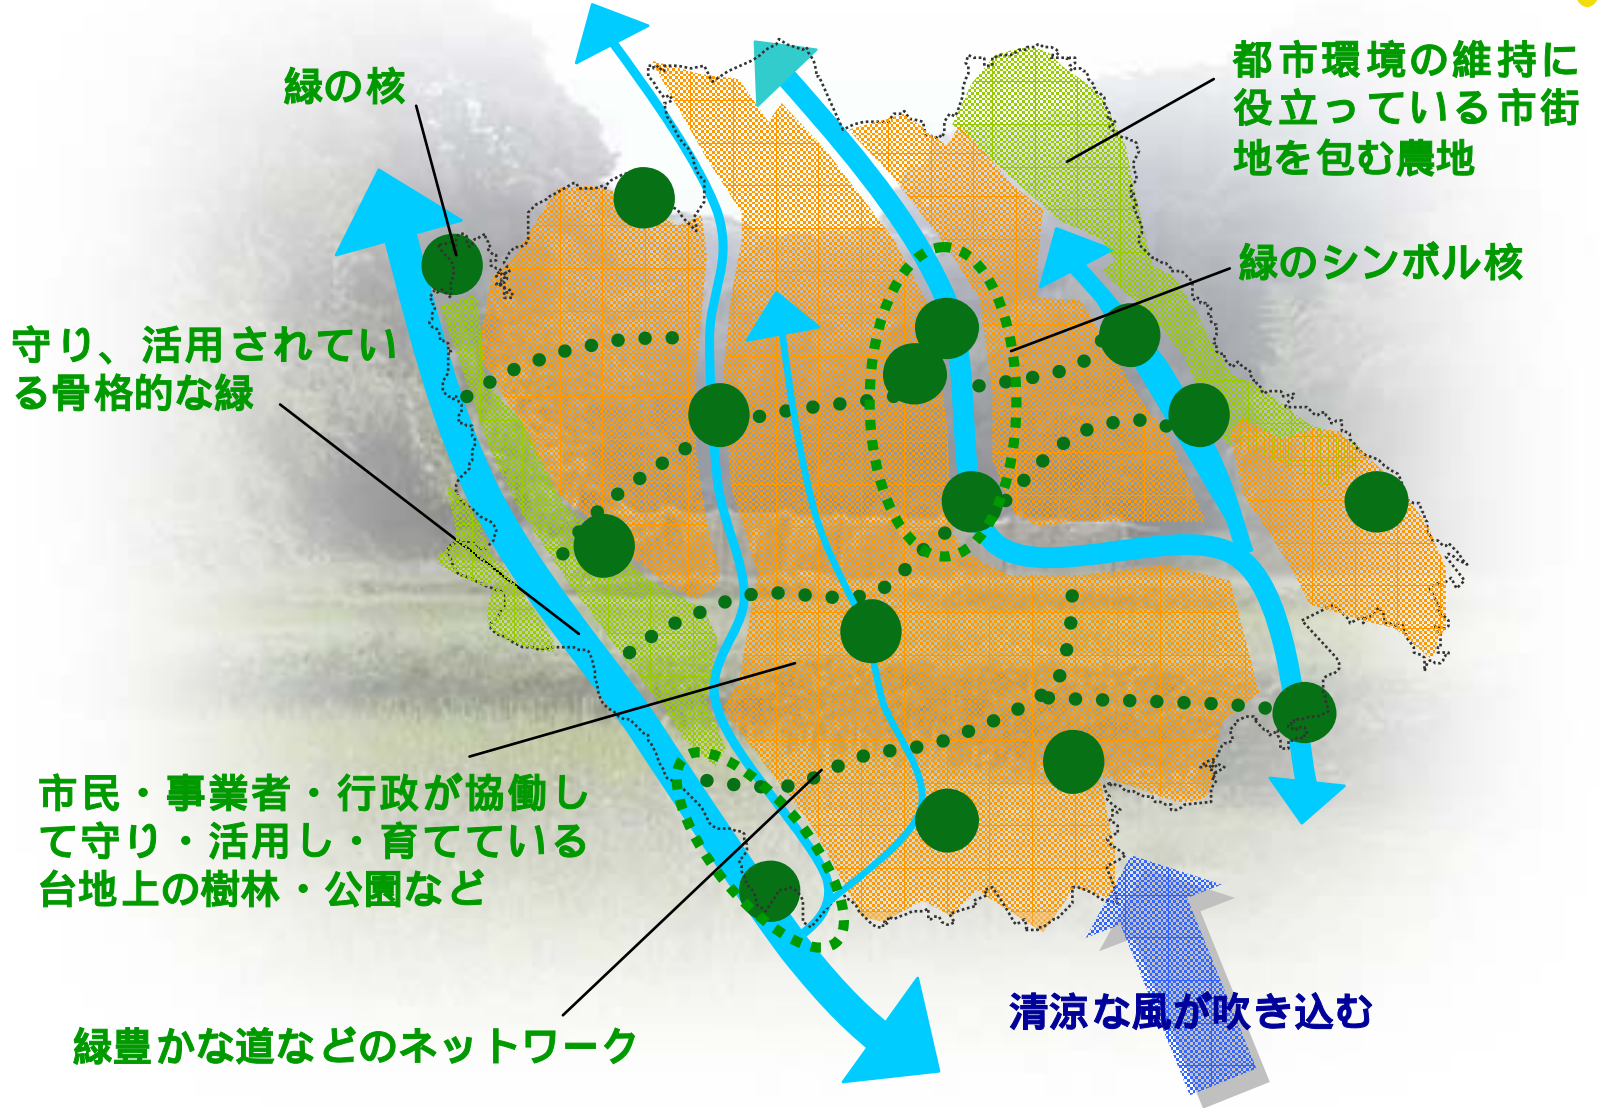 緑の核
都市環境の維持に
役立っている市街
地を包む農地
緑のシンボル核
守り、活用されてい
る骨格的な緑
市民・事業者・行政が協働し
て守り・活用し・育てている
台地上の樹林・公園など
清涼な風が吹き込む
緑豊かな道などのネットワーク